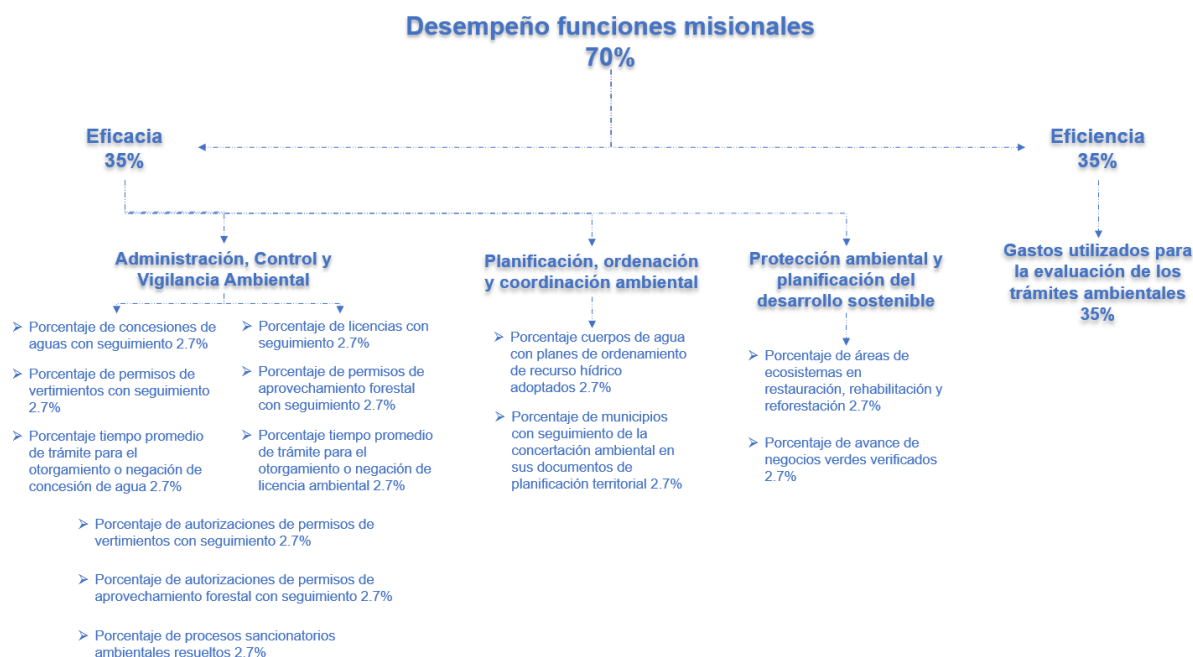 Desempeño funciones misionales
70%
Eficacia
35%
Eficiencia
35%
Administración, Control y
Vigilancia Ambiental
Planificación, ordenación
y coordinación ambiental
Protección ambiental y
planificación del
desarrollo sostenible
Gastos utilizados para
la evaluación de los
trámites ambientales
35%
Porcentaje de concesiones de
aguas con seguimiento 2.7%
Porcentaje de permisos de
vertimientos con seguimiento
2.7%
Porcentaje tiempo promedio
de trámite para el
otorgamiento o negación de
concesión de agua 2.7%
Porcentaje de licencias con
seguimiento 2.7%
Porcentaje de permisos de
aprovechamiento forestal
con seguimiento 2.7%
Porcentaje tiempo promedio
de trámite para el
otorgamiento o negación de
licencia ambiental 2.7%
Porcentaje de autorizaciones de permisos de
vertimientos con seguimiento 2.7%
Porcentaje de autorizaciones de permisos de
aprovechamiento forestal con seguimiento 2.7%
Porcentaje de procesos sancionatorios
ambientales resueltos 2.7%
Porcentaje cuerpos de agua
con planes de ordenamiento
de recurso hídrico
adoptados 2.7%
Porcentaje de municipios
con seguimiento de la
concertación ambiental en
sus documentos de
planificación territorial 2.7%
Porcentaje de áreas de
ecosistemas en
restauración, rehabilitación y
reforestación 2.7%
Porcentaje de avance de
negocios verdes verificados
2.7%